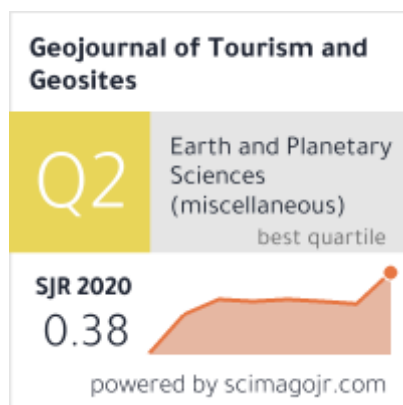 Geojournal of Tourism and
Geosites
Q2
Earth and Planetary
Sciences
(miscellaneous)
best quartile
SJR 2020
0.38
powered by scimagojr.com